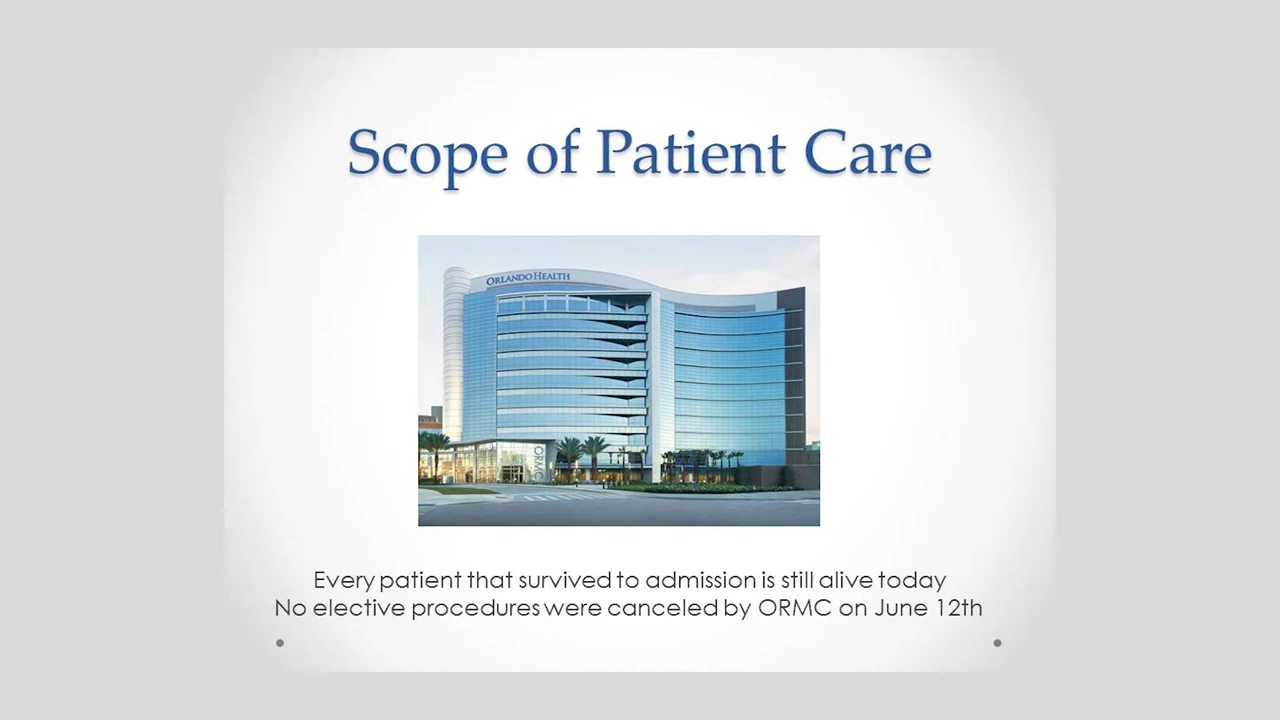 Scope of Patient Care
ORLANDO HEALTH
ORMC
Every patient that survived to admission is still alive today
No elective procedures were canceled by ORMC on June 12th